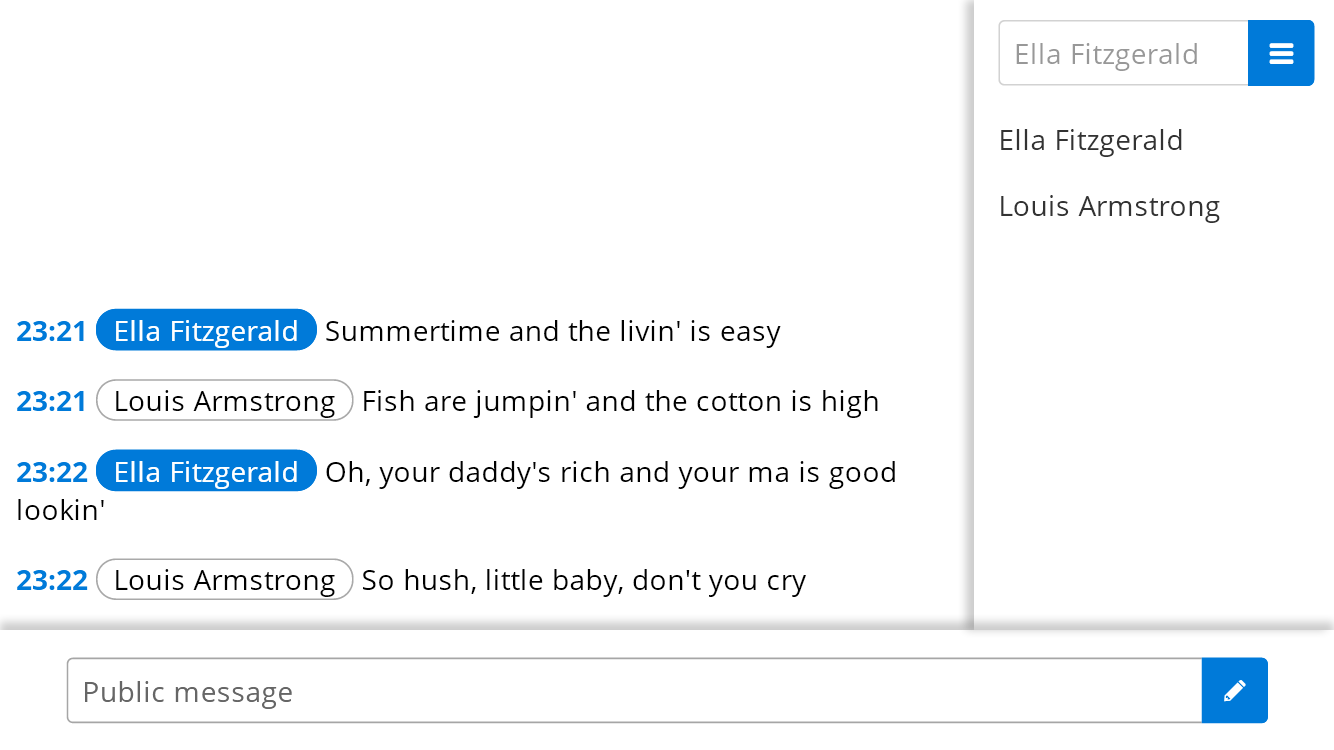 Ella Fitzgerald
Ella Fitzgerald
Louis Armstrong
23:21 Ella Fitzgerald Summertime and the livin' is easy
23:21 Louis Armstrong Fish are jumpin' and the cotton is high
23:22 Ella Fitzgerald Oh, your daddy's rich and your ma is good
lookin'
23:22 Louis Armstrong So hush, little baby, don't you cry
Public message